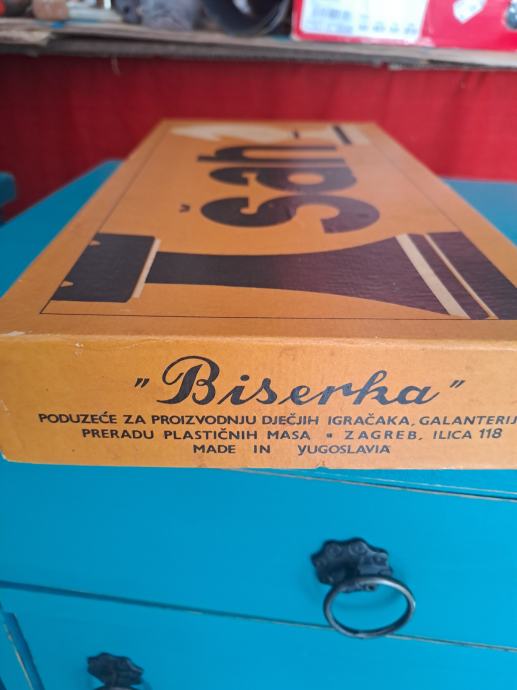 šah
"Biserka"
PODUZEĆE ZA PROIZVODNJU DJEČJIH IGRAČAKA, GALANTERIJ
PRERADU PLASTIČNIH MASA • ZAGREB, ILICA 118
MADE IN YUGOSLAVIA